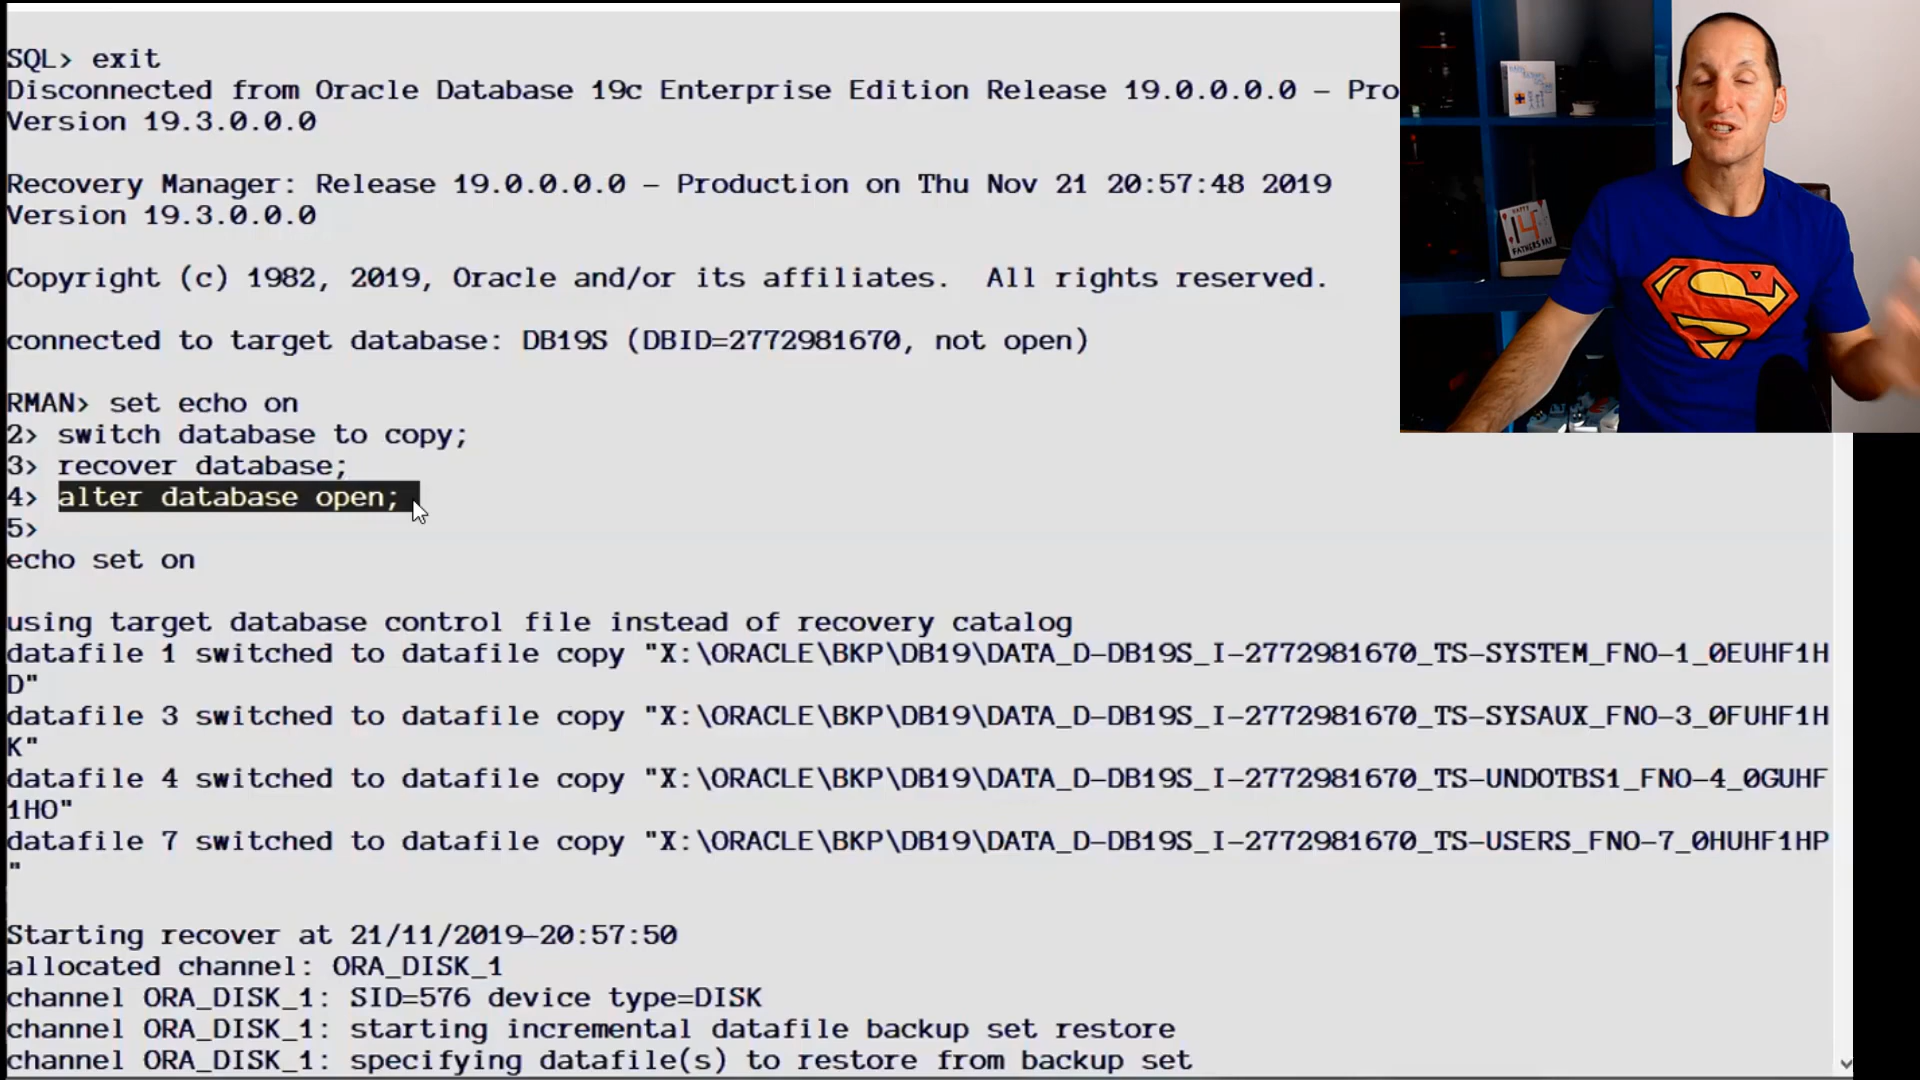 SQL> exit
Disconnected from Oracle Database 19c Enterprise Edition Release 19.0.0.0.0 – Pro
Version 19.3.0.0.0
Recovery Manager: Release 19.0.0.0.0 – Production on Thu Nov 21 20:57:48 2019
Version 19.3.0.0.0
Copyright (c) 1982, 2019, Oracle and/or its affiliates.  All rights reserved.
connected to target database: DB19S (DBID=2772981670, not open)
RMAN> set echo on
2> switch database to copy;
3> recover database;
4> alter database open;
5>
echo set on
using target database control file instead of recovery catalog
datafile 1 switched to datafile copy "X:\ORACLE\BKP\DB19\DATA_D–DB19S_I–2772981670_TS–SYSTEM_FNO–1_0EUHF1H
D"
datafile 3 switched to datafile copy "X:\ORACLE\BKP\DB19\DATA_D–DB19S_I–2772981670_TS–SYSAUX_FNO–3_0FUHF1H
K"
datafile 4 switched to datafile copy "X:\ORACLE\BKP\DB19\DATA_D–DB19S_I–2772981670_TS–UNDOTBS1_FNO–4_0GUHF
1HO"
datafile 7 switched to datafile copy "X:\ORACLE\BKP\DB19\DATA_D–DB19S_I–2772981670_TS–USERS_FNO–7_0HUHF1HP
"
Starting recover at 21/11/2019–20:57:50
allocated channel: ORA_DISK_1
channel ORA_DISK_1: SID=576 device type=DISK
channel ORA_DISK_1: starting incremental datafile backup set restore
channel ORA_DISK_1: specifying datafile(s) to restore from backup set
HAPPY
14
FATHERS DAY
S